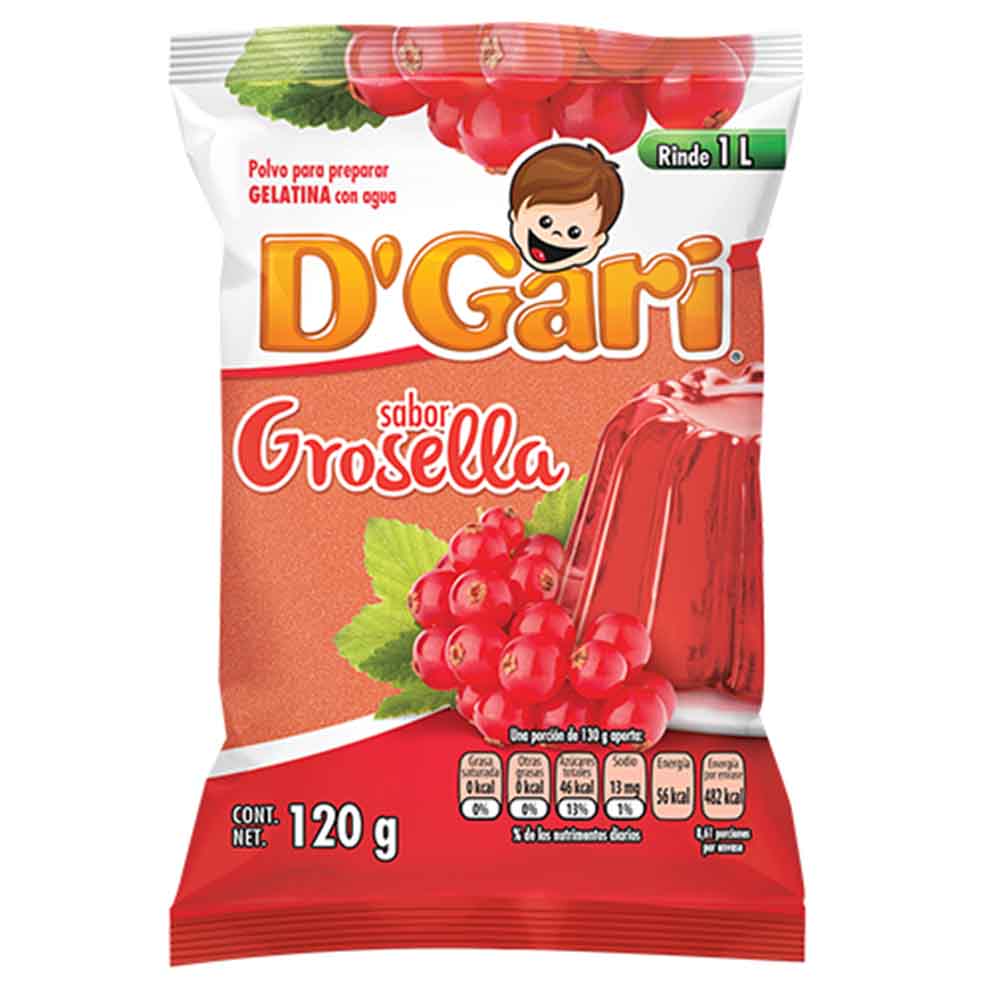 Rinde 1 L
Polvo para preparar
GELATINA con agua
D'Gari®
sabor
Grosella
Una porción de 130 g aporta:
Grasa saturada 0 kcal 0%
Otras grasas 0 kcal 0%
Azúcares totales 46 kcal 13%
Sodio 13 mg 1%
Energía 56 kcal
Energía por envase 482 kcal
% de los nutrimentos diarios
8,61 porciones
por envase
CONT. NET. 120 g